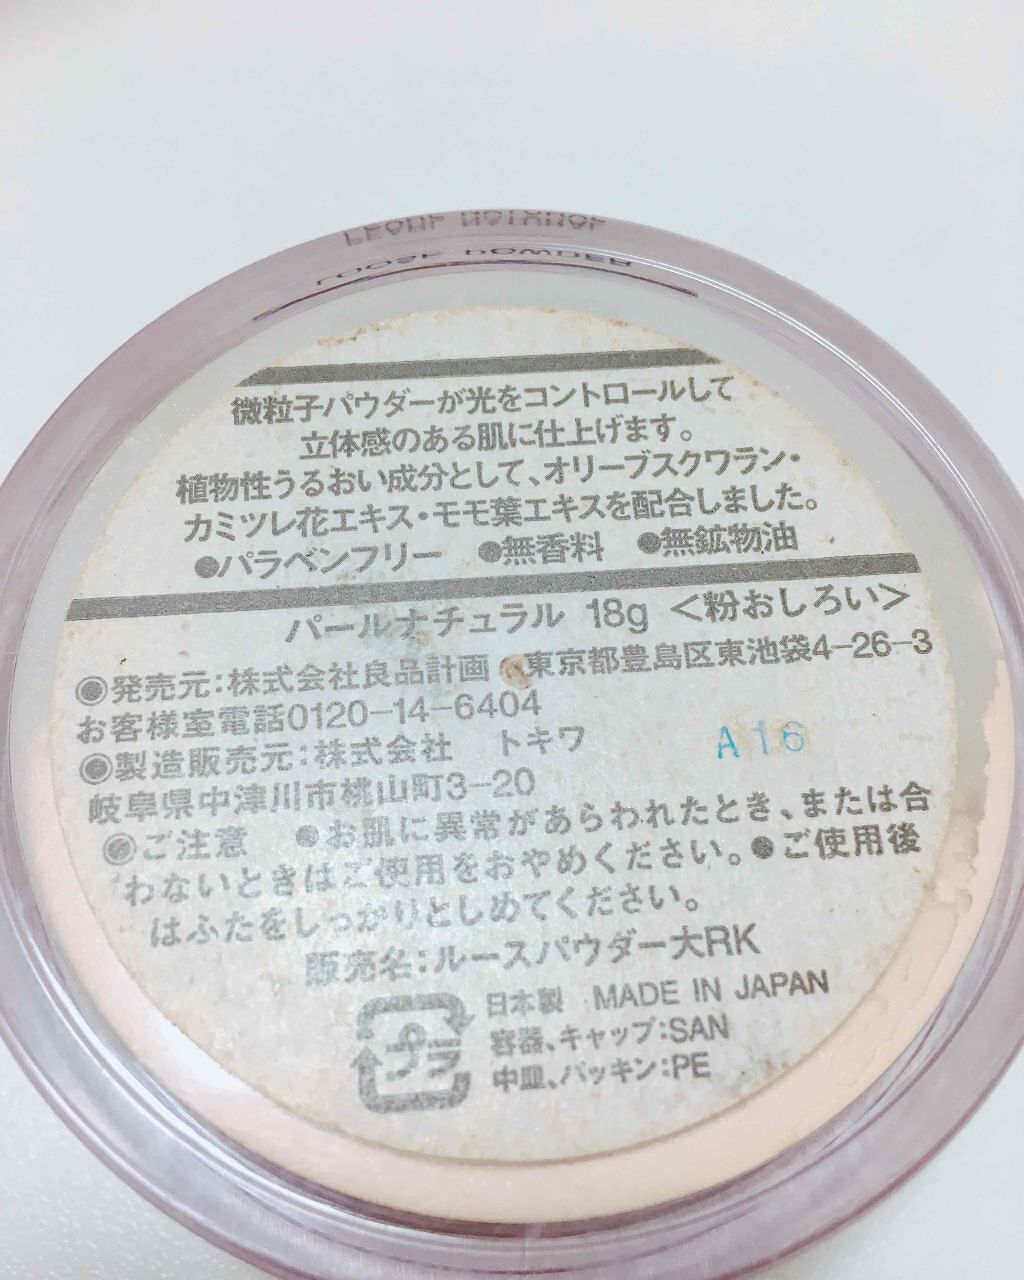 PEARL NATURAL
LOOSE POWDER
微粒子パウダーが光をコントロールして
立体感のある肌に仕上げます。
植物性うるおい成分として、オリーブスクワラン・
カミツレ花エキス・モモ葉エキスを配合しました。
●パラベンフリー ●無香料 ●無鉱物油
パールナチュラル 18g <粉おしろい>
◉発売元:株式会社良品計画 東京都豊島区東池袋4-26-3
お客様室電話0120-14-6404
◉製造販売元:株式会社 トキワ
A16
岐阜県中津川市桃山町3-20
◉ご注意 ●お肌に異常があらわれたとき、または合
わないときはご使用をおやめください。●ご使用後
はふたをしっかりとしめてください。
販売名:ルースパウダー大RK
プラ
日本製 MADE IN JAPAN
容器、キャップ:SAN
中皿、パッキン:PE